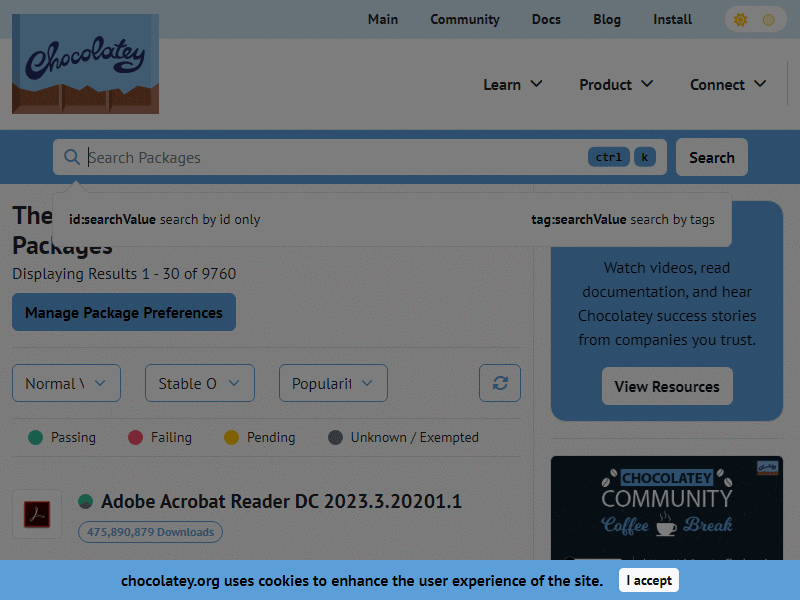 Main Community Docs Blog Install
Chocolatey
Learn Product Connect
Search Packages ctrl k Search
id:searchValue search by id only tag:searchValue search by tags
The
Packages
Displaying Results 1 - 30 of 9760
Manage Package Preferences
Watch videos, read
documentation, and hear
Chocolatey success stories
from companies you trust.
View Resources
Normal Stable O Populari
Passing Failing Pending Unknown / Exempted
Adobe Acrobat Reader DC 2023.3.20201.1
475,890,879 Downloads
CHOCOLATEY
COMMUNITY
Coffee Break
chocolatey.org uses cookies to enhance the user experience of the site. I accept